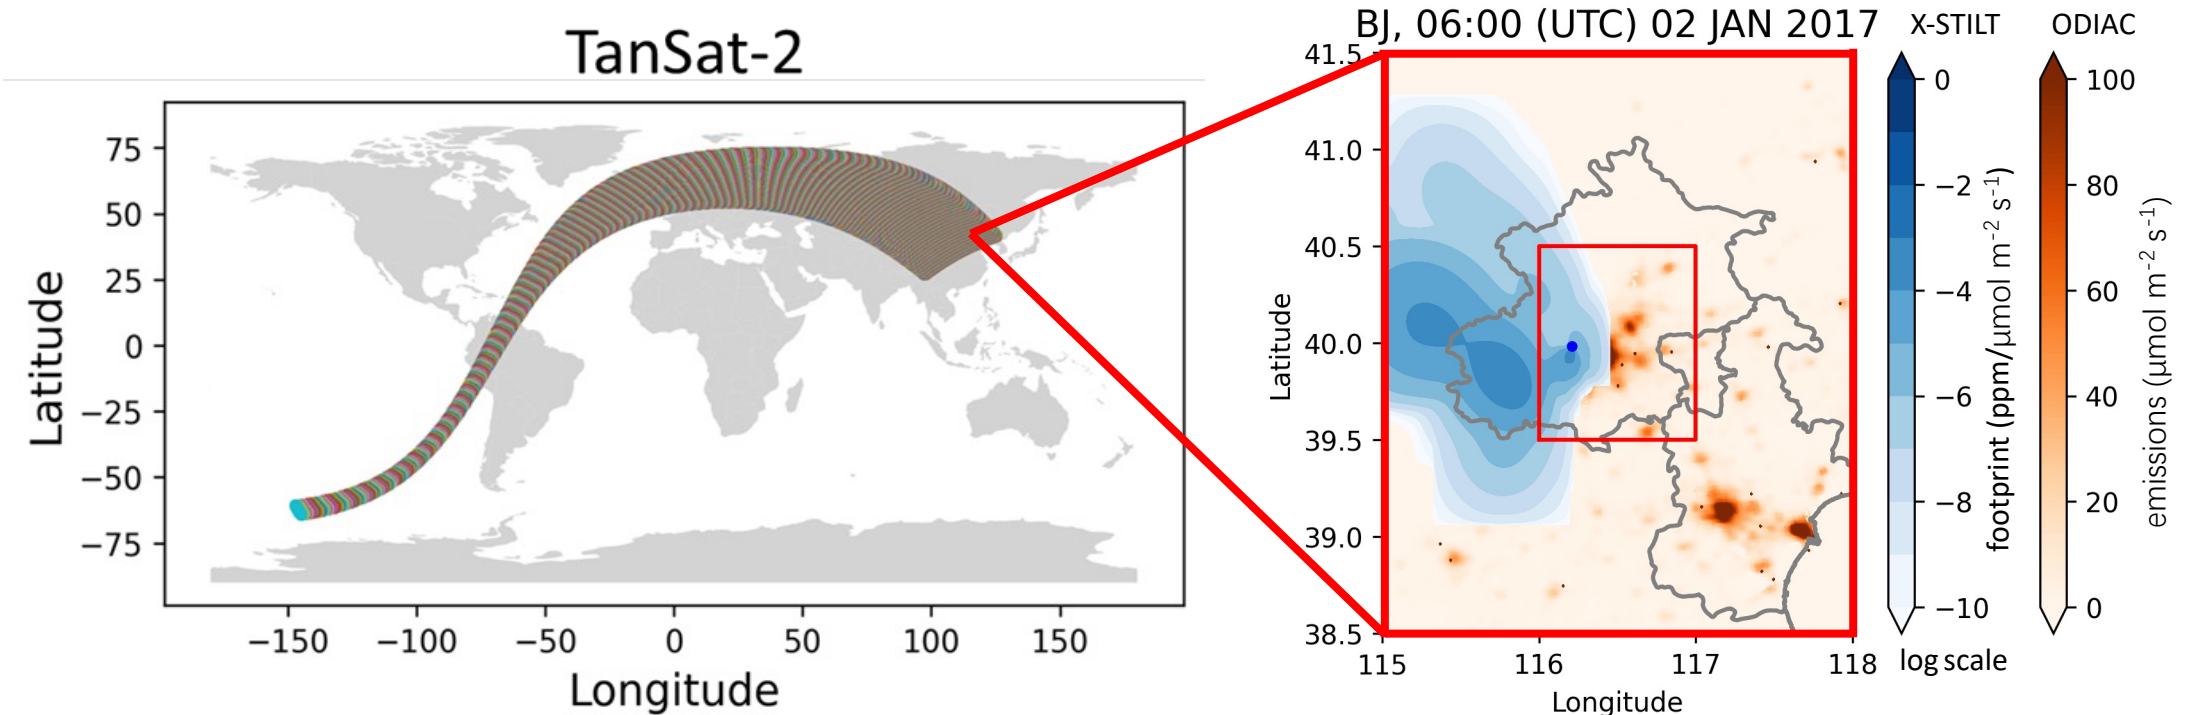 TanSat-2
75
50
25
0
−25
−50
−75
Latitude
−150 −100 −50 0 50 100 150
Longitude
BJ, 06:00 (UTC) 02 JAN 2017
41.5
41.0
40.5
40.0
39.5
39.0
38.5
Latitude
115 116 117 118
Longitude
X-STILT
0
−2
−4
−6
−8
−10
footprint (ppm/μmol m⁻² s⁻¹)
log scale
ODIAC
100
80
60
40
20
0
emissions (μmol m⁻² s⁻¹)